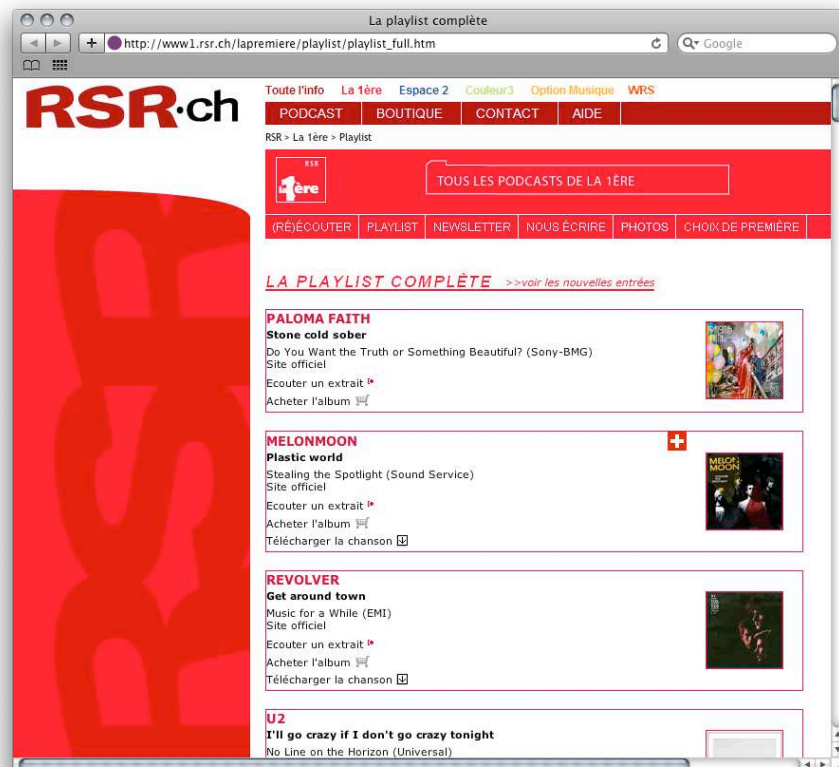 La playlist complète
http://www1.rsr.ch/lapremiere/playlist/playlist_full.htm
Google
RSR.ch
Toute l'info La 1ère Espace 2 Couleur3 Option Musique WRS
PODCAST BOUTIQUE CONTACT AIDE
RSR > La 1ère > Playlist
RSR
la 1ère
TOUS LES PODCASTS DE LA 1ÈRE
(RÉ)ÉCOUTER PLAYLIST NEWSLETTER NOUS ÉCRIRE PHOTOS CHOIX DE PREMIÈRE
RSR
LA PLAYLIST COMPLÈTE >>voir les nouvelles entrées
PALOMA FAITH
Stone cold sober
Do You Want the Truth or Something Beautiful? (Sony-BMG)
Site officiel
Ecouter un extrait
Acheter l'album
MELONMOON
Plastic world
Stealing the Spotlight (Sound Service)
Site officiel
Ecouter un extrait
Acheter l'album
Télécharger la chanson
MELON
MOON
REVOLVER
Get around town
Music for a While (EMI)
Site officiel
Ecouter un extrait
Acheter l'album
Télécharger la chanson
U2
I'll go crazy if I don't go crazy tonight
No Line on the Horizon (Universal)